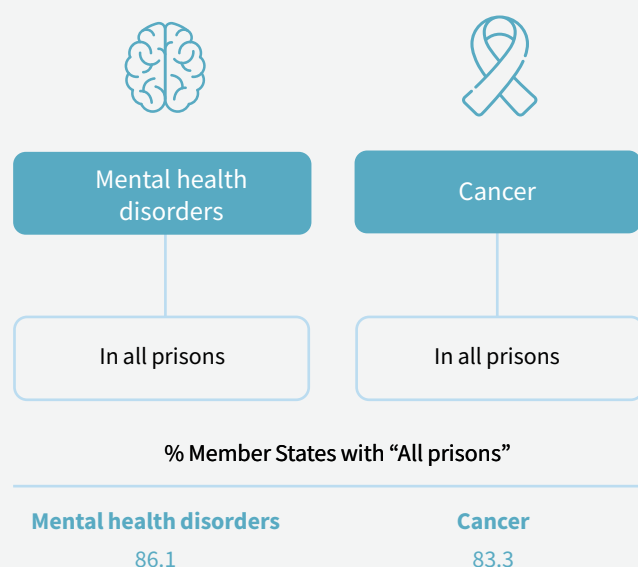 Mental health
disorders
Cancer
In all prisons
In all prisons
% Member States with “All prisons”
Mental health disorders
Cancer
86.1
83.3